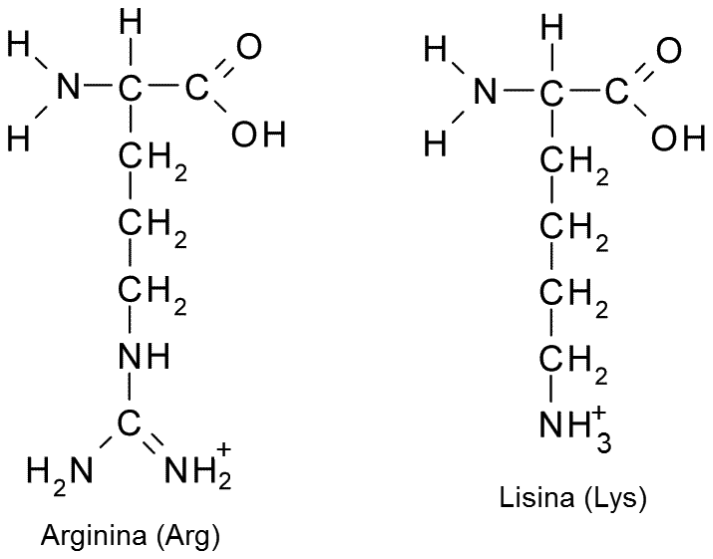 H
H
N
C
C
O
H
OH
CH2
CH2
CH2
NH
C
H2N
NH2+
Arginina (Arg)
H
H
N
C
C
O
H
OH
CH2
CH2
CH2
CH2
NH3+
Lisina (Lys)